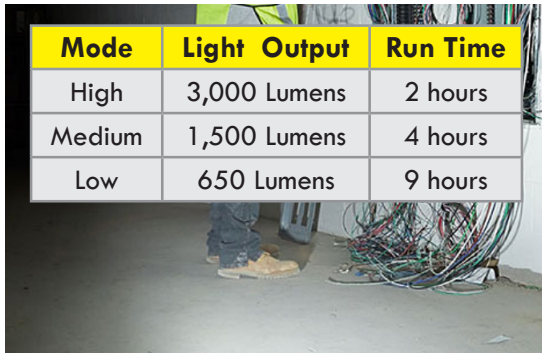 Mode Light Output Run Time
High 3,000 Lumens 2 hours
Medium 1,500 Lumens 4 hours
Low 650 Lumens 9 hours